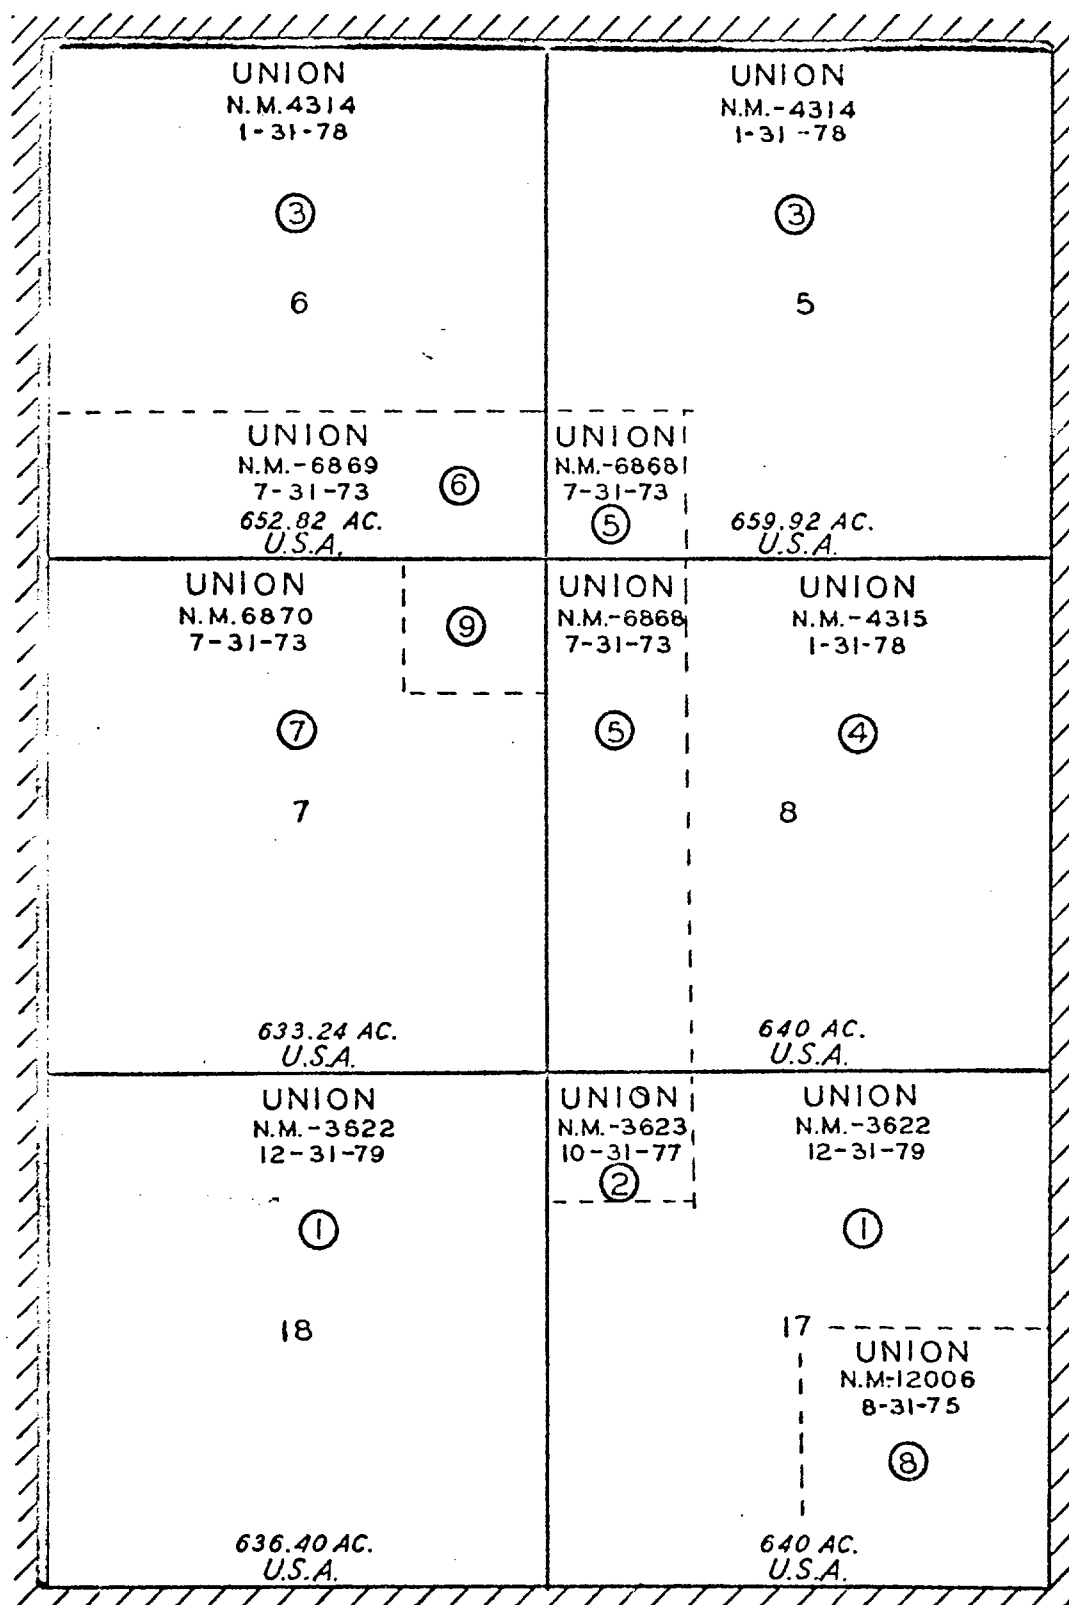 UNION
N.M.4314
1-31-78
3
6
UNION
N.M.-4314
1-31-78
3
5
UNION
N.M.-6869
7-31-73
6
652.82 AC.
U.S.A.
UNION
N.M.-6868
7-31-73
5
659.92 AC.
U.S.A.
UNION
N.M.6870
7-31-73
9
7
7
633.24 AC.
U.S.A.
UNION
N.M.-6868
7-31-73
5
UNION
N.M.-4315
1-31-78
4
8
640 AC.
U.S.A.
UNION
N.M.-3622
12-31-79
1
18
636.40 AC.
U.S.A.
UNION
N.M.-3623
10-31-77
2
UNION
N.M.-3622
12-31-79
1
17
UNION
N.M-12006
8-31-75
8
640 AC.
U.S.A.